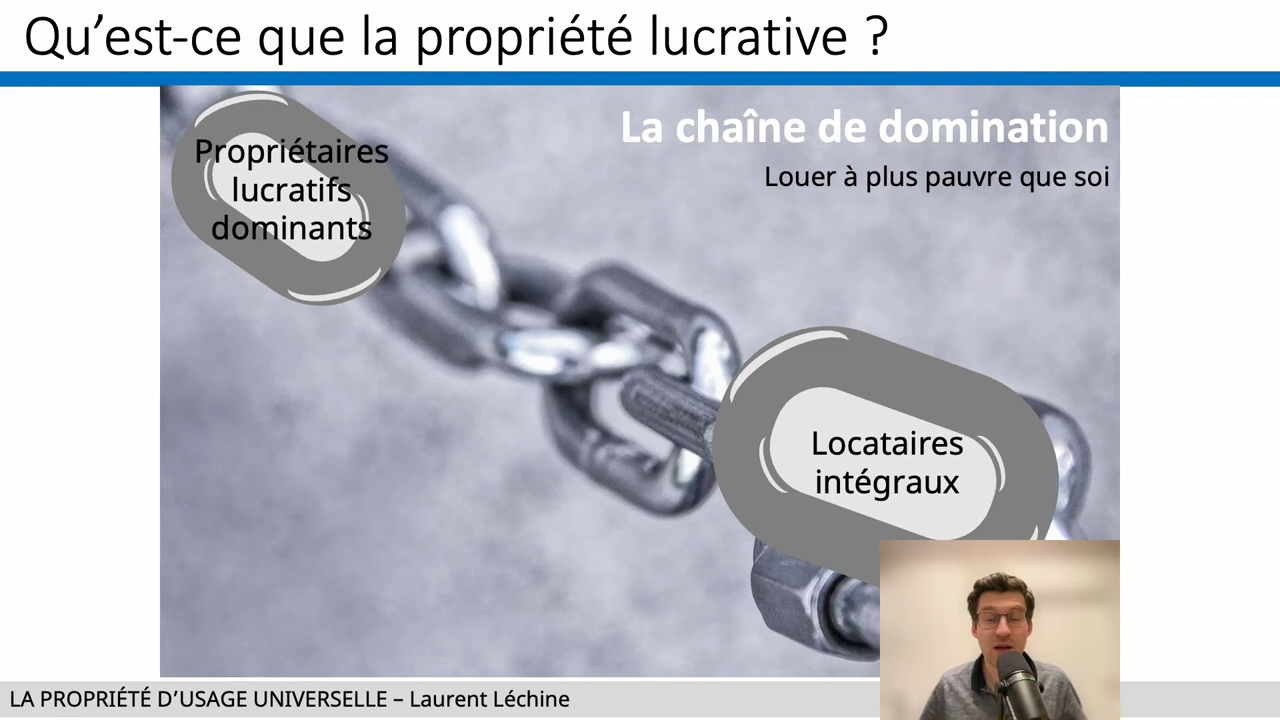 Qu’est-ce que la propriété lucrative ?
La chaîne de domination
Louer à plus pauvre que soi
Propriétaires
lucratifs
dominants
Locataires
intégraux
LA PROPRIÉTÉ D’USAGE UNIVERSELLE – Laurent Léchine